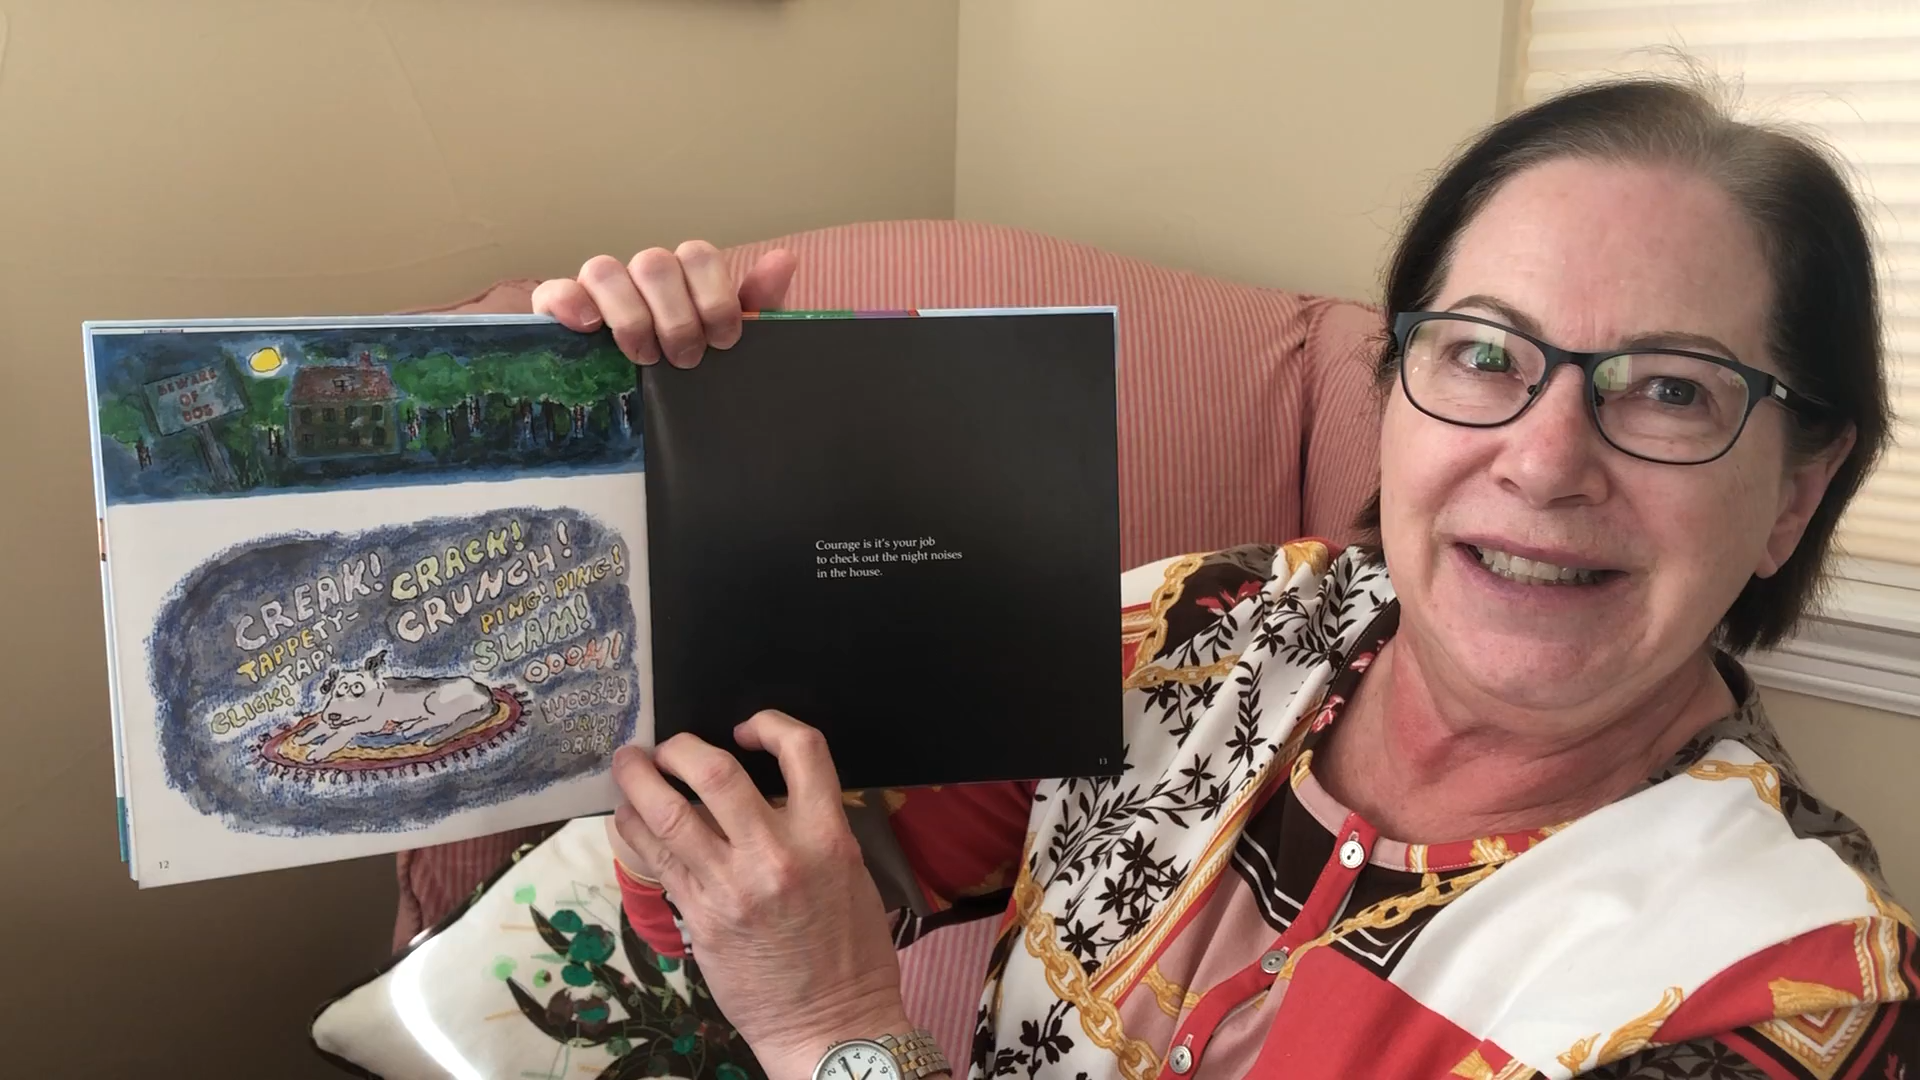 BEWARE
OF
DOG
CREAK!
CRACK!
CRUNCH!
TAPPETY-
TAP!
PING! PING!
SLAM!
CLICK!
OOOH!
WOOSH!
DRIP!
DRIP!
12
Courage is it's your job
to check out the night noises
in the house.
13